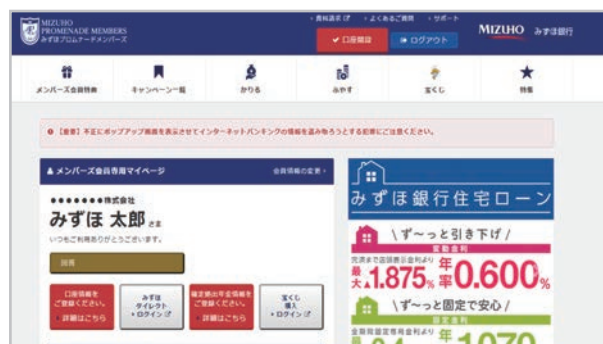 MIZUHO
PROMENADE MEMBERS
みずほプロムナードメンバーズ
資料請求
よくあるご質問
サポート
口座開設
ログアウト
MIZUHO みずほ銀行
メンバーズ会員特典
キャンペーン一覧
かりる
ふやす
宝くじ
特集
【重要】不正にポップアップ画面を表示させてインターネットバンキングの情報を盗み取ろうとする犯罪にご注意ください。
メンバーズ会員専用マイページ
会員情報の変更
●●●●●●●株式会社
みずほ 太郎 さま
いつもご利用ありがとうございます。
口座情報を
ご登録ください。
詳細はこちら
みずほ
ダイレクト
ログイン
確定拠出年金情報を
ご登録ください。
詳細はこちら
宝くじ
購入
ログイン
みずほ銀行住宅ローン
\ ず〜っと引き下げ /
変動金利
完済まで店頭表示金利より
最大▲1.875% 年率0.600%
\ ず〜っと固定で安心 /
固定金利